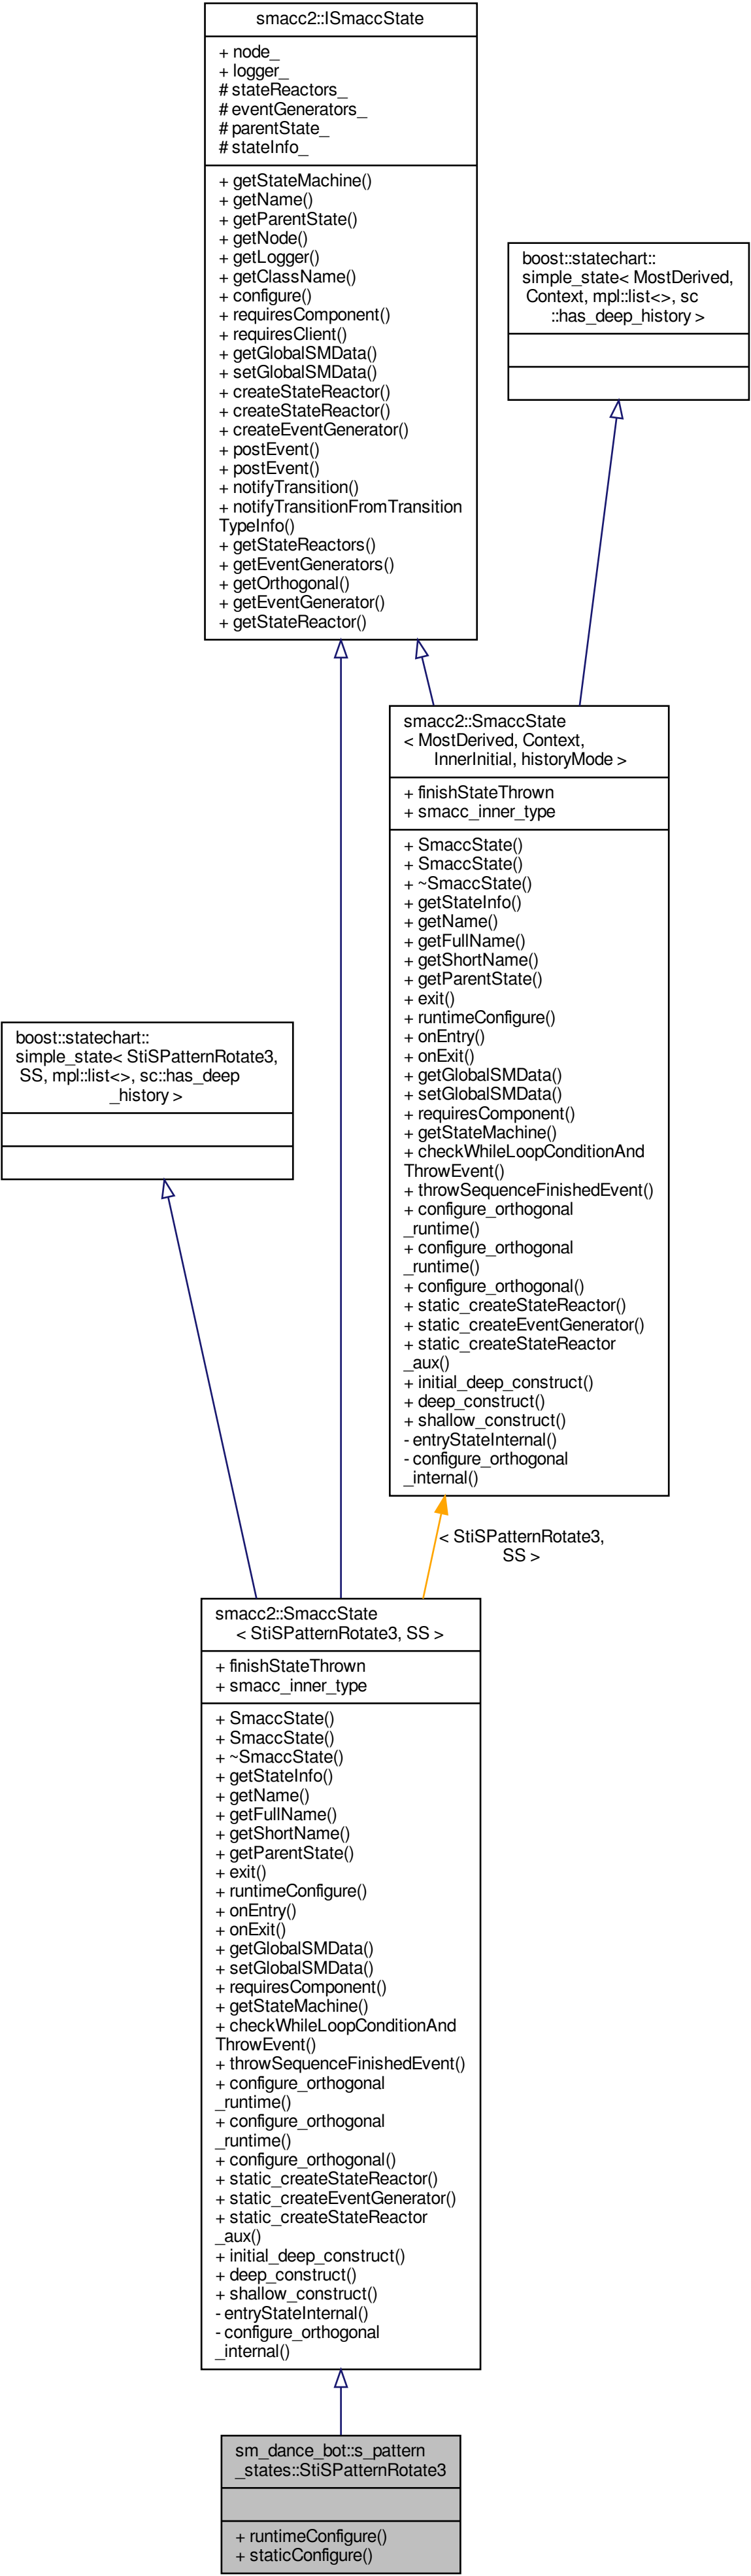 smacc2::ISmaccState
+ node_
+ logger_
# stateReactors_
# eventGenerators_
# parentState_
# stateInfo_
+ getStateMachine()
+ getName()
+ getParentState()
+ getNode()
+ getLogger()
+ getClassName()
+ configure()
+ requiresComponent()
+ requiresClient()
+ getGlobalSMData()
+ setGlobalSMData()
+ createStateReactor()
+ createStateReactor()
+ createEventGenerator()
+ postEvent()
+ postEvent()
+ notifyTransition()
+ notifyTransitionFromTransition
TypeInfo()
+ getStateReactors()
+ getEventGenerators()
+ getOrthogonal()
+ getEventGenerator()
+ getStateReactor()
boost::statechart::
simple_state< MostDerived,
Context, mpl::list<>, sc
::has_deep_history >
smacc2::SmaccState
< MostDerived, Context,
InnerInitial, historyMode >
+ finishStateThrown
+ smacc_inner_type
+ SmaccState()
+ SmaccState()
+ ~SmaccState()
+ getStateInfo()
+ getName()
+ getFullName()
+ getShortName()
+ getParentState()
+ exit()
+ runtimeConfigure()
+ onEntry()
+ onExit()
+ getGlobalSMData()
+ setGlobalSMData()
+ requiresComponent()
+ getStateMachine()
+ checkWhileLoopConditionAnd
ThrowEvent()
+ throwSequenceFinishedEvent()
+ configure_orthogonal
_runtime()
+ configure_orthogonal
_runtime()
+ configure_orthogonal()
+ static_createStateReactor()
+ static_createEventGenerator()
+ static_createStateReactor
_aux()
+ initial_deep_construct()
+ deep_construct()
+ shallow_construct()
- entryStateInternal()
- configure_orthogonal
_internal()
boost::statechart::
simple_state< StiSPatternRotate3,
SS, mpl::list<>, sc::has_deep
_history >
< StiSPatternRotate3,
SS >
smacc2::SmaccState
< StiSPatternRotate3, SS >
+ finishStateThrown
+ smacc_inner_type
+ SmaccState()
+ SmaccState()
+ ~SmaccState()
+ getStateInfo()
+ getName()
+ getFullName()
+ getShortName()
+ getParentState()
+ exit()
+ runtimeConfigure()
+ onEntry()
+ onExit()
+ getGlobalSMData()
+ setGlobalSMData()
+ requiresComponent()
+ getStateMachine()
+ checkWhileLoopConditionAnd
ThrowEvent()
+ throwSequenceFinishedEvent()
+ configure_orthogonal
_runtime()
+ configure_orthogonal
_runtime()
+ configure_orthogonal()
+ static_createStateReactor()
+ static_createEventGenerator()
+ static_createStateReactor
_aux()
+ initial_deep_construct()
+ deep_construct()
+ shallow_construct()
- entryStateInternal()
- configure_orthogonal
_internal()
sm_dance_bot::s_pattern
_states::StiSPatternRotate3
+ runtimeConfigure()
+ staticConfigure()